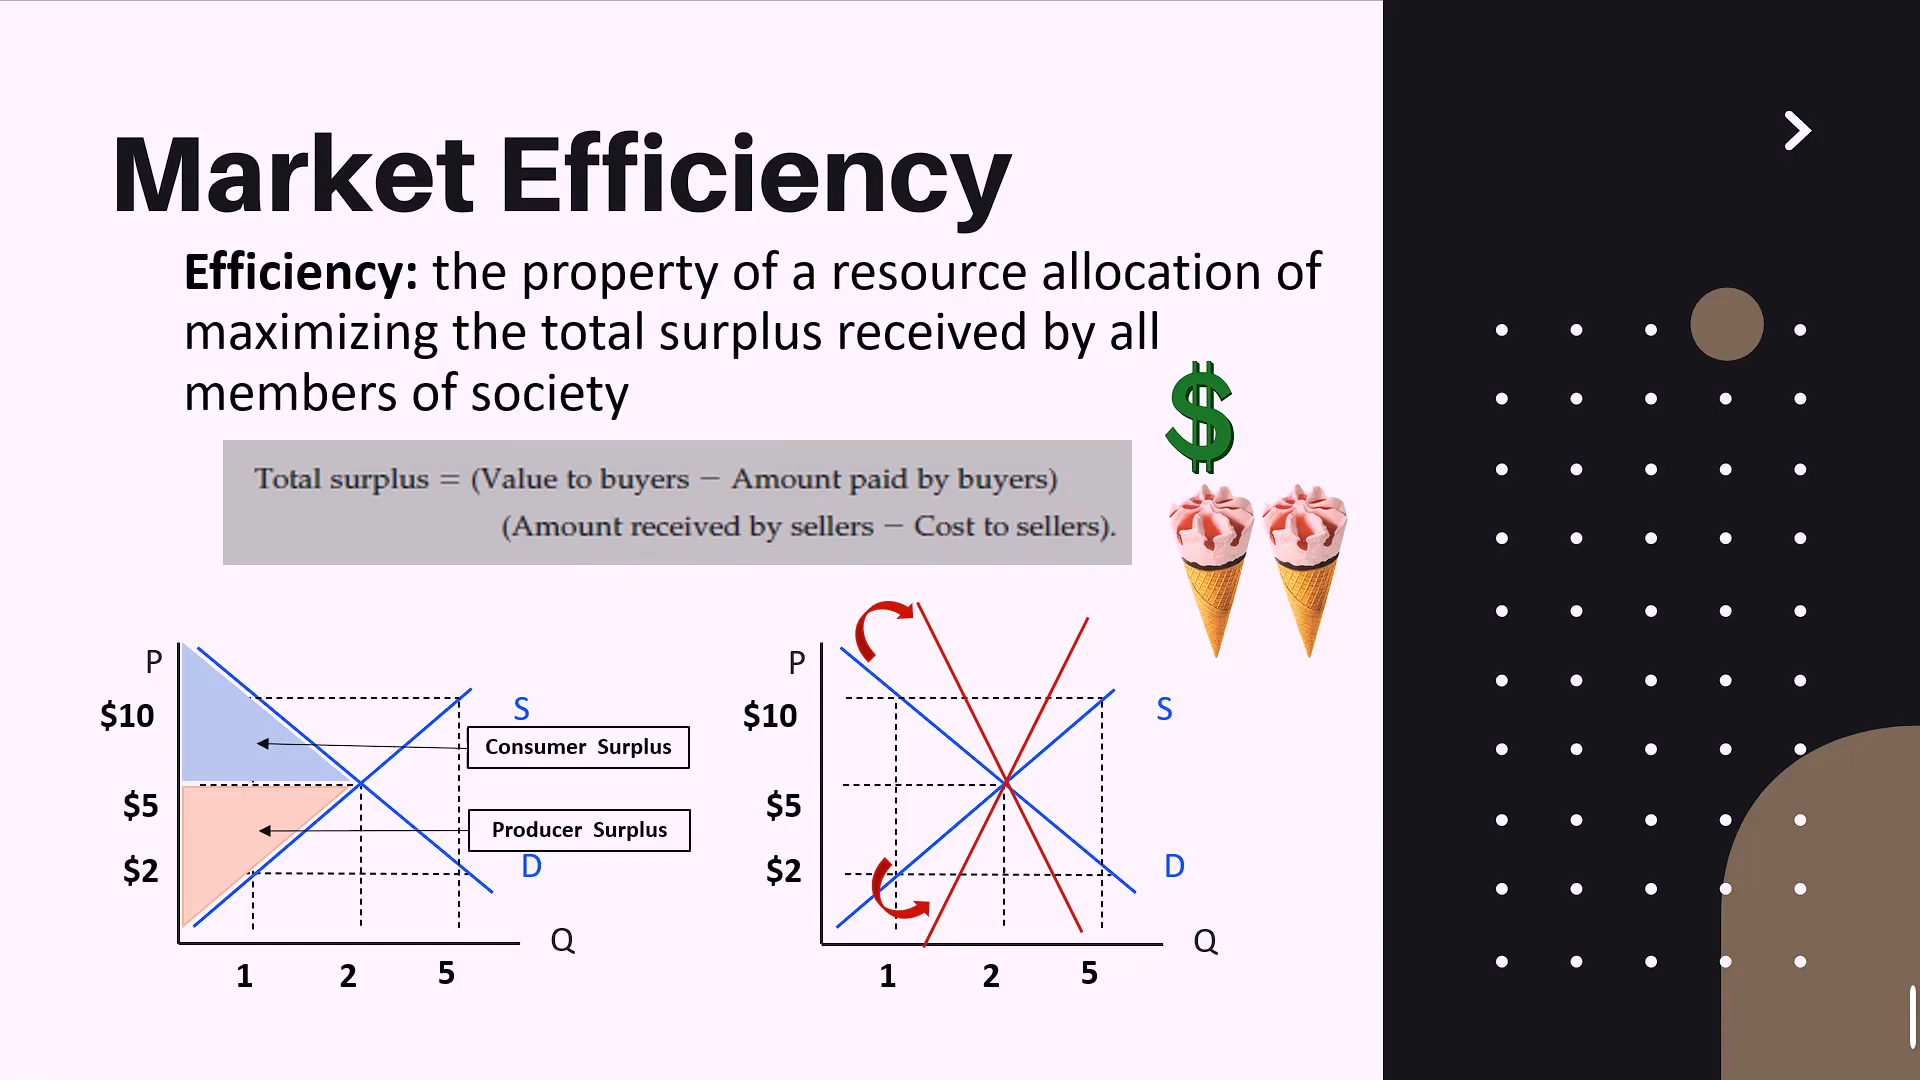 Market Efficiency
Efficiency: the property of a resource allocation of
maximizing the total surplus received by all
members of society
$
Total surplus = (Value to buyers − Amount paid by buyers)
(Amount received by sellers − Cost to sellers).
P
$10
$5
$2
S
Consumer Surplus
Producer Surplus
D
Q
1 2 5
P
$10
$5
$2
S
D
Q
1 2 5